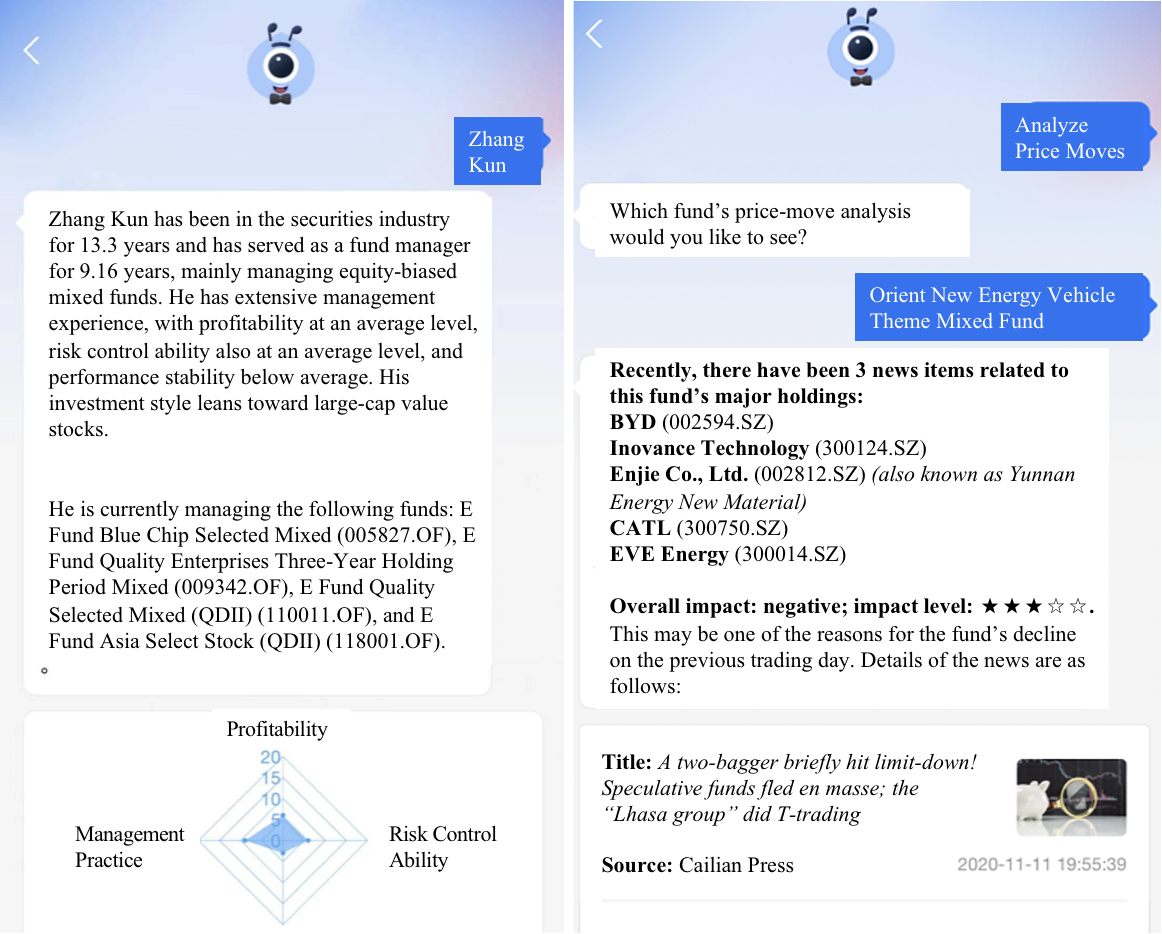 Zhang
Kun
Zhang Kun has been in the securities industry
for 13.3 years and has served as a fund manager
for 9.16 years, mainly managing equity-biased
mixed funds. He has extensive management
experience, with profitability at an average level,
risk control ability also at an average level, and
performance stability below average. His
investment style leans toward large-cap value
stocks.
He is currently managing the following funds: E
Fund Blue Chip Selected Mixed (005827.OF), E
Fund Quality Enterprises Three-Year Holding
Period Mixed (009342.OF), E Fund Quality
Selected Mixed (QDII) (110011.OF), and E
Fund Asia Select Stock (QDII) (118001.OF).
。
Profitability
20
15
10
5
0
Management
Practice
Risk Control
Ability
Analyze
Price Moves
Which fund’s price-move analysis
would you like to see?
Orient New Energy Vehicle
Theme Mixed Fund
Recently, there have been 3 news items related to
this fund’s major holdings:
BYD (002594.SZ)
Inovance Technology (300124.SZ)
Enjie Co., Ltd. (002812.SZ) (also known as Yunnan
Energy New Material)
CATL (300750.SZ)
EVE Energy (300014.SZ)
Overall impact: negative; impact level: ★★★☆☆.
This may be one of the reasons for the fund’s decline
on the previous trading day. Details of the news are as
follows:
Title: A two-bagger briefly hit limit-down!
Speculative funds fled en masse; the
“Lhasa group” did T-trading
Source: Cailian Press
2020-11-11 19:55:39